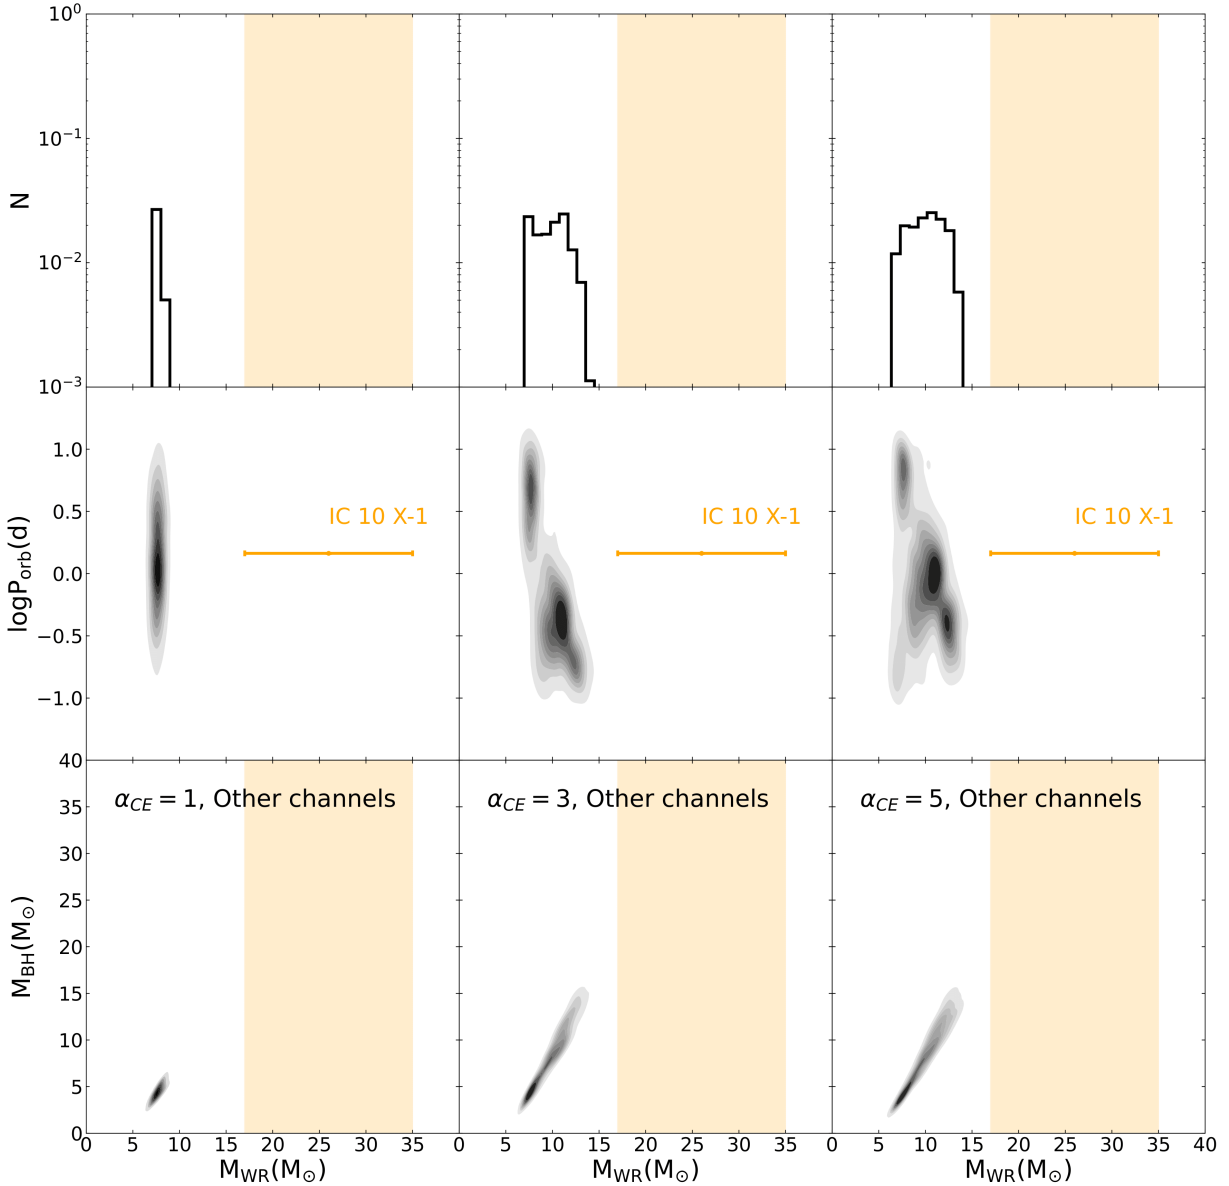 10⁰
10⁻¹
N
10⁻²
10⁻³
1.0
0.5
IC 10 X-1 IC 10 X-1 IC 10 X-1
logP_orb(d)
0.0
−0.5
−1.0
40
α_CE = 1, Other channels α_CE = 3, Other channels α_CE = 5, Other channels
35
30
25
M_BH(M_⊙)
20
15
10
5
0
0 5 10 15 20 25 30 35 0 5 10 15 20 25 30 35 0 5 10 15 20 25 30 35 40
M_WR(M_⊙) M_WR(M_⊙) M_WR(M_⊙)